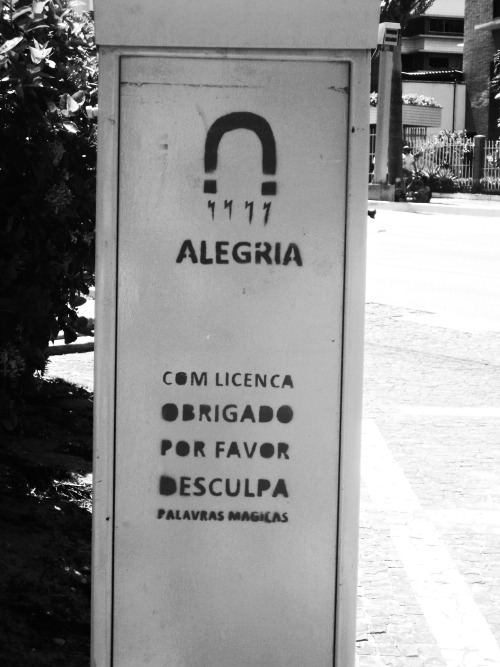 ALEGRIA
COM LICENCA
OBRIGADO
POR FAVOR
DESCULPA
PALAVRAS MAGICAS